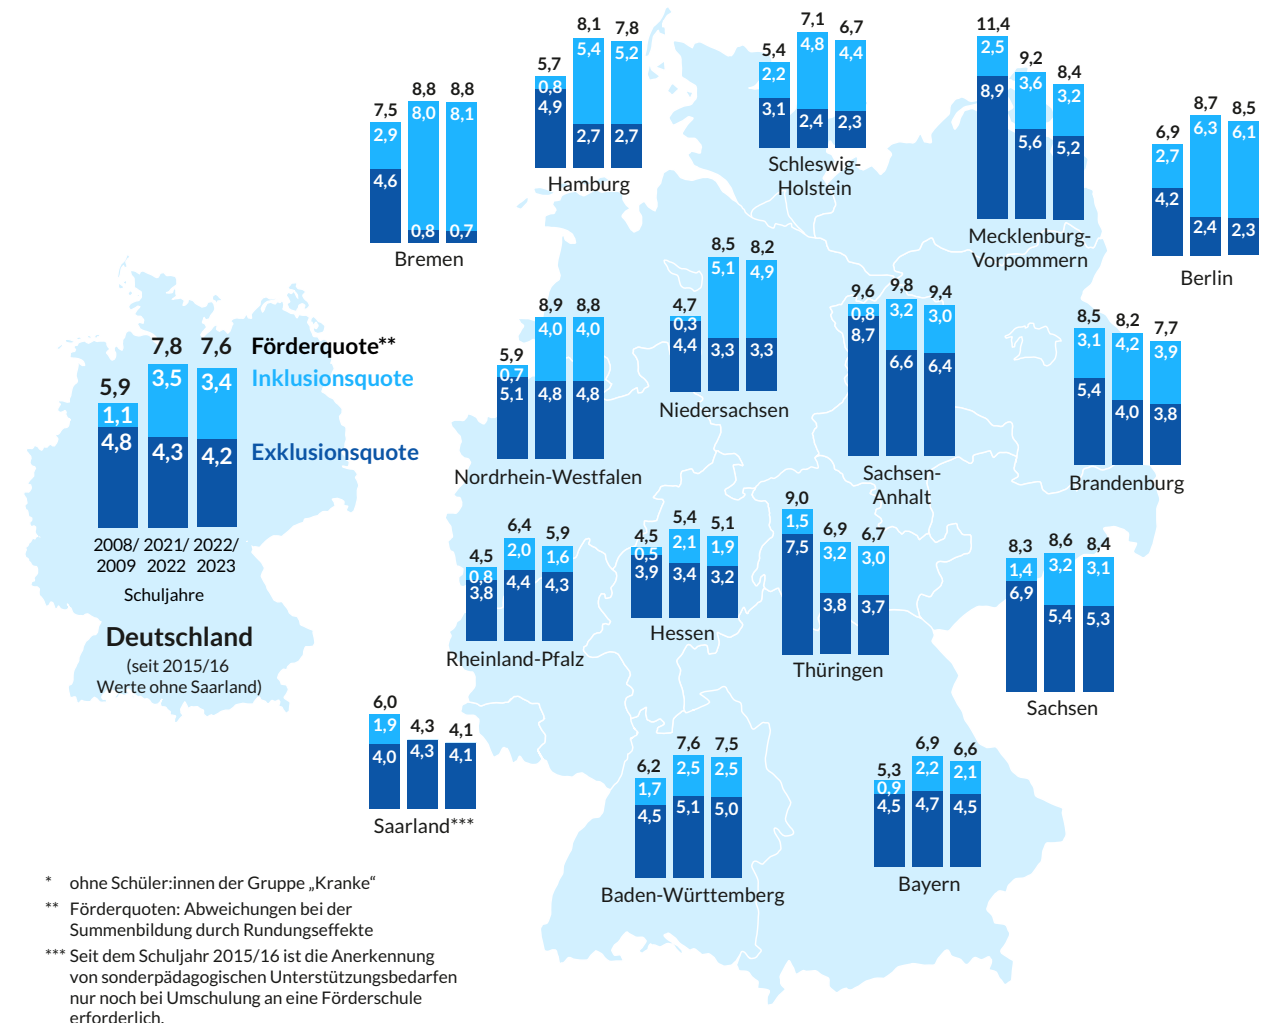 8,1 7,8
5,4 5,2
5,7
0,8
4,9
2,7 2,7
Hamburg
7,1
6,7
5,4
4,8 4,4
2,2
3,1
2,4 2,3
Schleswig-
Holstein
11,4
2,5
9,2
8,4
8,9
3,6 3,2
5,6 5,2
Mecklenburg-
Vorpommern
8,8 8,8
7,5
8,0 8,1
2,9
4,6
0,8 0,7
Bremen
8,7 8,5
6,9
6,3 6,1
2,7
4,2
2,4 2,3
Berlin
8,5 8,2
5,1 4,9
4,7
0,3
4,4
3,3 3,3
Niedersachsen
8,9 8,8
4,0 4,0
5,9
0,7
5,1 4,8 4,8
Nordrhein-Westfalen
9,6 9,8 9,4
0,8 3,2 3,0
8,7
6,6 6,4
Sachsen-
Anhalt
8,5 8,2 7,7
3,1 4,2 3,9
5,4
4,0 3,8
Brandenburg
7,8 7,6 Förderquote**
3,5 3,4 Inklusionsquote
5,9
1,1
4,8 4,3 4,2 Exklusionsquote
2008/ 2021/ 2022/
2009 2022 2023
Schuljahre
Deutschland
(seit 2015/16
Werte ohne Saarland)
6,4
5,9
4,5
2,0 1,6
0,8
3,8 4,4 4,3
Rheinland-Pfalz
5,4 5,1
4,5
2,1 1,9
0,5
3,9 3,4 3,2
Hessen
9,0
1,5
6,9 6,7
7,5
3,2 3,0
3,8 3,7
Thüringen
8,3 8,6 8,4
1,4 3,2 3,1
6,9
5,4 5,3
Sachsen
6,0
1,9
4,3 4,1
4,0 4,3 4,1
Saarland***
7,6 7,5
6,2
2,5 2,5
1,7
4,5 5,1 5,0
Baden-Württemberg
6,9 6,6
5,3
2,2 2,1
0,9
4,5 4,7 4,5
Bayern
* ohne Schüler:innen der Gruppe „Kranke“
** Förderquoten: Abweichungen bei der
Summenbildung durch Rundungseffekte
*** Seit dem Schuljahr 2015/16 ist die Anerkennung
von sonderpädagogischen Unterstützungsbedarfen
nur noch bei Umschulung an eine Förderschule
erforderlich.